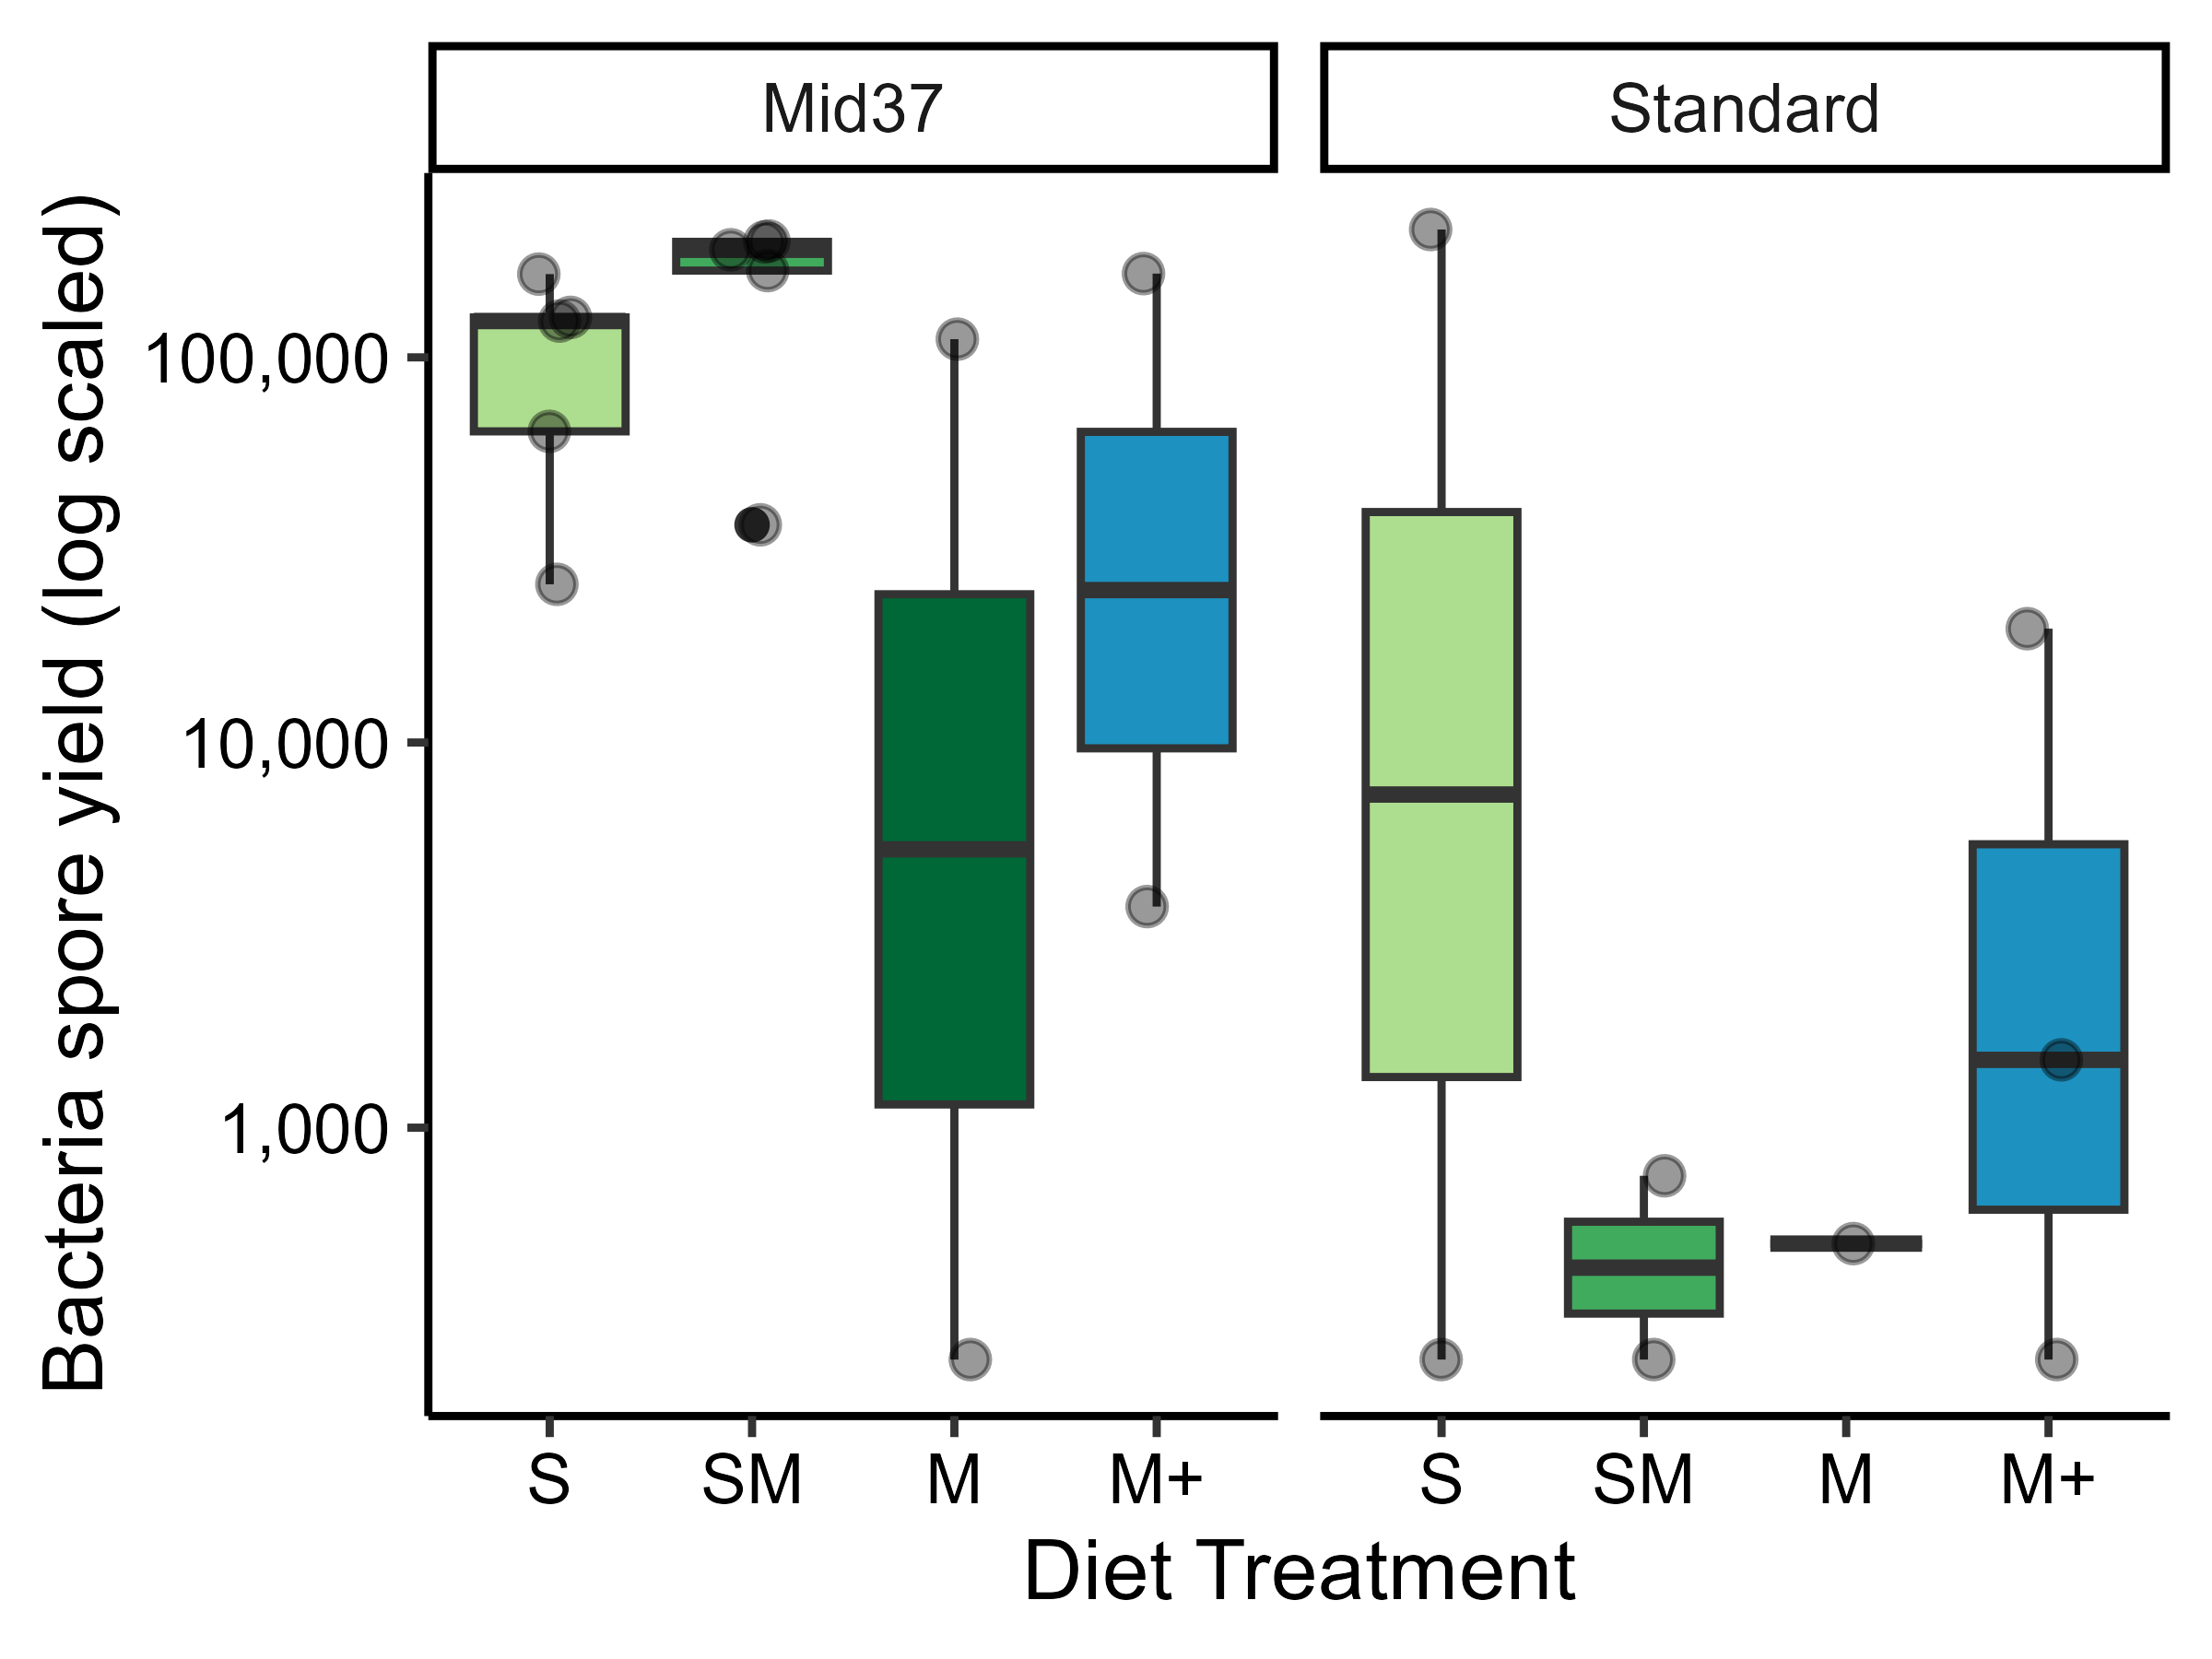 Mid37
Standard
Bacteria spore yield (log scaled)
100,000
10,000
1,000
S SM M M+
S SM M M+
Diet Treatment